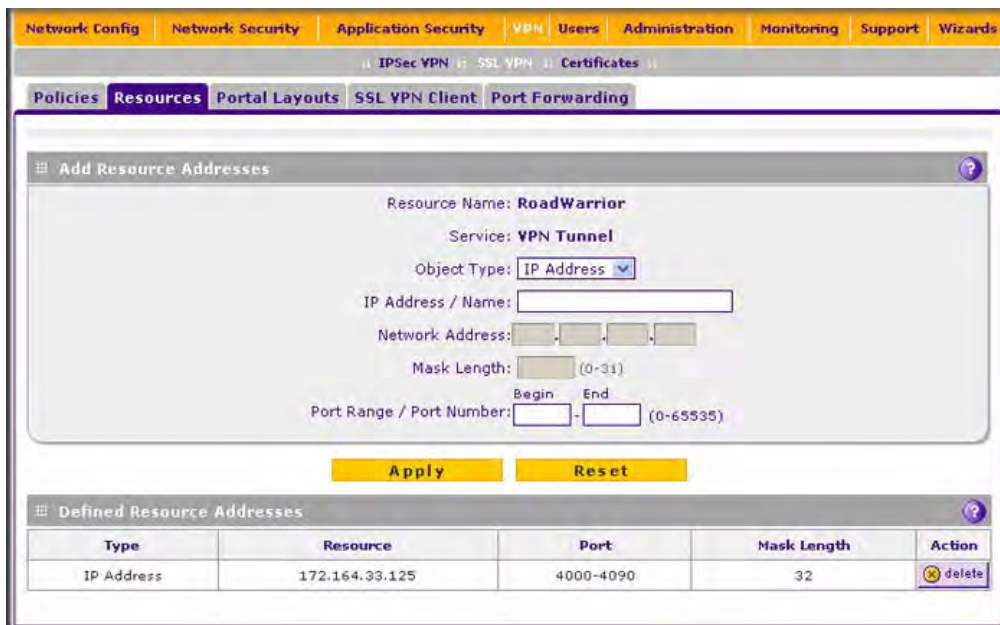 Network Config Network Security Application Security VPN Users Administration Monitoring Support Wizards
:: IPSec VPN :: SSL VPN :: Certificates ::
Policies Resources Portal Layouts SSL VPN Client Port Forwarding
Add Resource Addresses
Resource Name: RoadWarrior
Service: VPN Tunnel
Object Type: IP Address
IP Address / Name:
Network Address: . . .
Mask Length: (0-31)
Begin End
Port Range / Port Number: - (0-65535)
Apply Reset
Defined Resource Addresses
Type Resource Port Mask Length Action
IP Address 172.164.33.125 4000-4090 32 delete